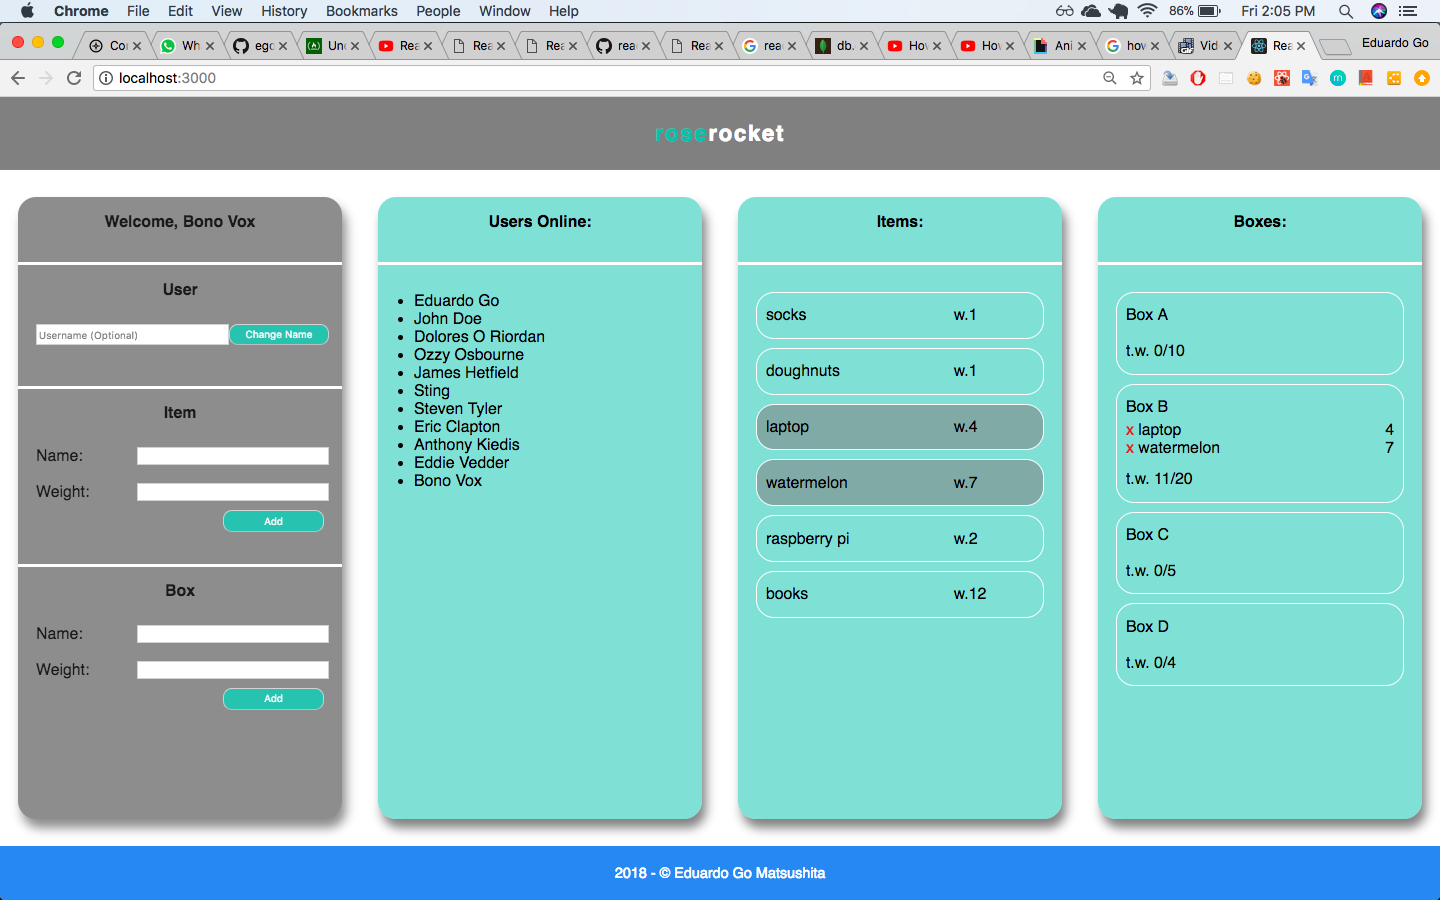 Chrome File Edit View History Bookmarks People Window Help 86% Fri 2:05 PM
Co Wh ego Unc Rea Rea Rea rea Rea rea db. Hov Hov Ani how Vid Rea Eduardo Go
localhost:3000
roserocket
Welcome, Bono Vox
User
Username (Optional) Change Name
Item
Name:
Weight:
Add
Box
Name:
Weight:
Add
Users Online:
Eduardo Go
John Doe
Dolores O Riordan
Ozzy Osbourne
James Hetfield
Sting
Steven Tyler
Eric Clapton
Anthony Kiedis
Eddie Vedder
Bono Vox
Items:
socks w.1
doughnuts w.1
laptop w.4
watermelon w.7
raspberry pi w.2
books w.12
Boxes:
Box A
t.w. 0/10
Box B
x laptop 4
x watermelon 7
t.w. 11/20
Box C
t.w. 0/5
Box D
t.w. 0/4
2018 - © Eduardo Go Matsushita